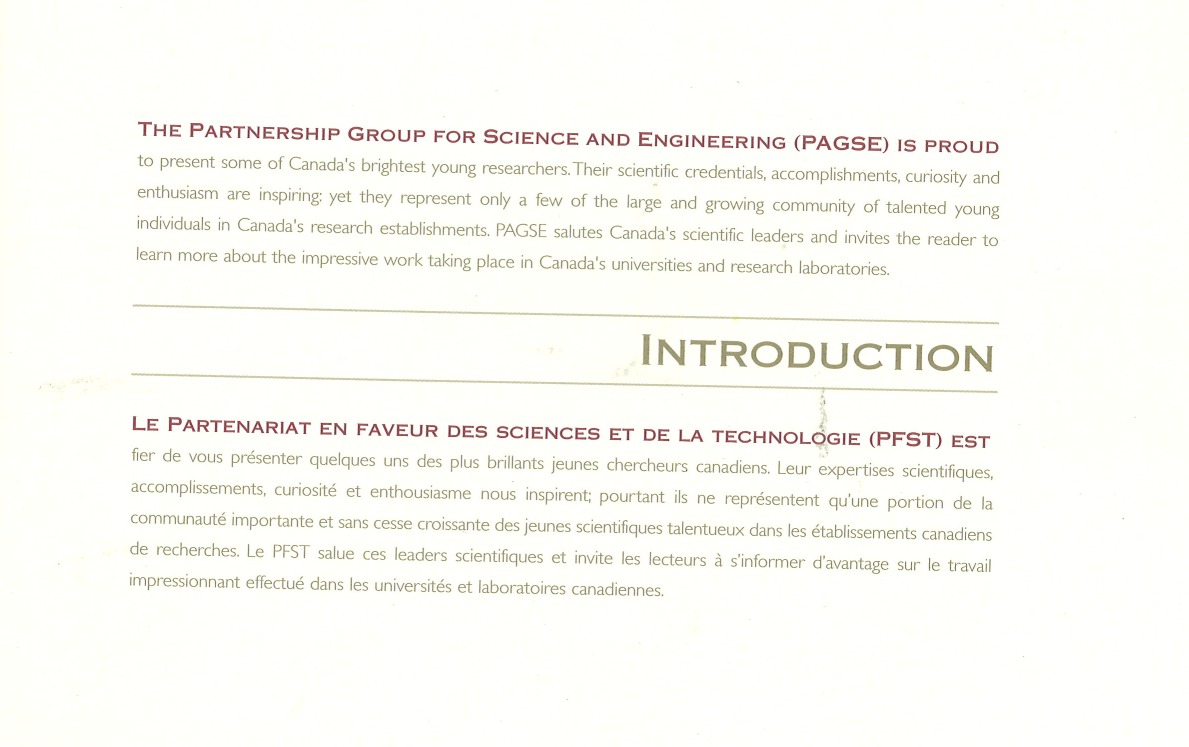 The Partnership Group for Science and Engineering (PAGSE) is proud
to present some of Canada's brightest young researchers. Their scientific credentials, accomplishments, curiosity and
enthusiasm are inspiring: yet they represent only a few of the large and growing community of talented young
individuals in Canada's research establishments. PAGSE salutes Canada's scientific leaders and invites the reader to
learn more about the impressive work taking place in Canada's universities and research laboratories.
Introduction
Le Partenariat en faveur des sciences et de la technologie (PFST) est
fier de vous présenter quelques uns des plus brillants jeunes chercheurs canadiens. Leur expertises scientifiques,
accomplissements, curiosité et enthousiasme nous inspirent; pourtant ils ne représentent qu'une portion de la
communauté importante et sans cesse croissante des jeunes scientifiques talentueux dans les établissements canadiens
de recherches. Le PFST salue ces leaders scientifiques et invite les lecteurs à s'informer d'avantage sur le travail
impressionnant effectué dans les universités et laboratoires canadiennes.